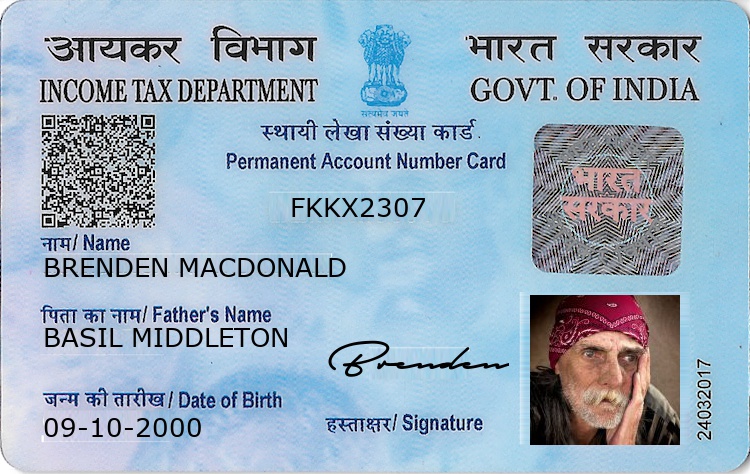 आयकर विभाग
भारत सरकार
INCOME TAX DEPARTMENT
GOVT. OF INDIA
सत्यमेव जयते
स्थायी लेखा संख्या कार्ड
Permanent Account Number Card
FKKX2307
भारत
सरकार
नाम/ Name
BRENDEN MACDONALD
पिता का नाम/ Father's Name
BASIL MIDDLETON
Brenden
जन्म की तारीख/ Date of Birth
09-10-2000
हस्ताक्षर/ Signature
24032017